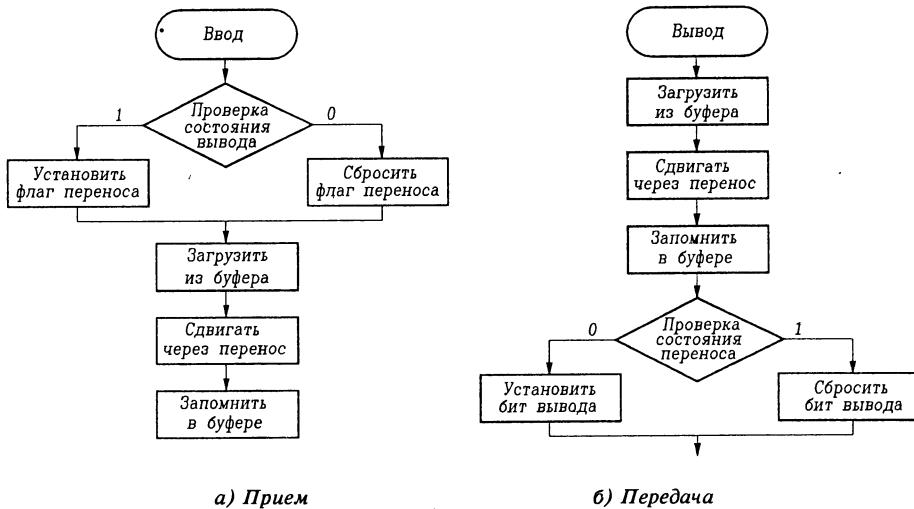 Ввод
Проверка
состояния
вывода
1
0
Установить
флаг переноса
Сбросить
флаг переноса
Загрузить
из буфера
Сдвигать
через перенос
Запомнить
в буфере
а) Прием
Вывод
Загрузить
из буфера
Сдвигать
через перенос
Запомнить
в буфере
Проверка
состояния
переноса
0
1
Установить
бит вывода
Сбросить
бит вывода
б) Передача